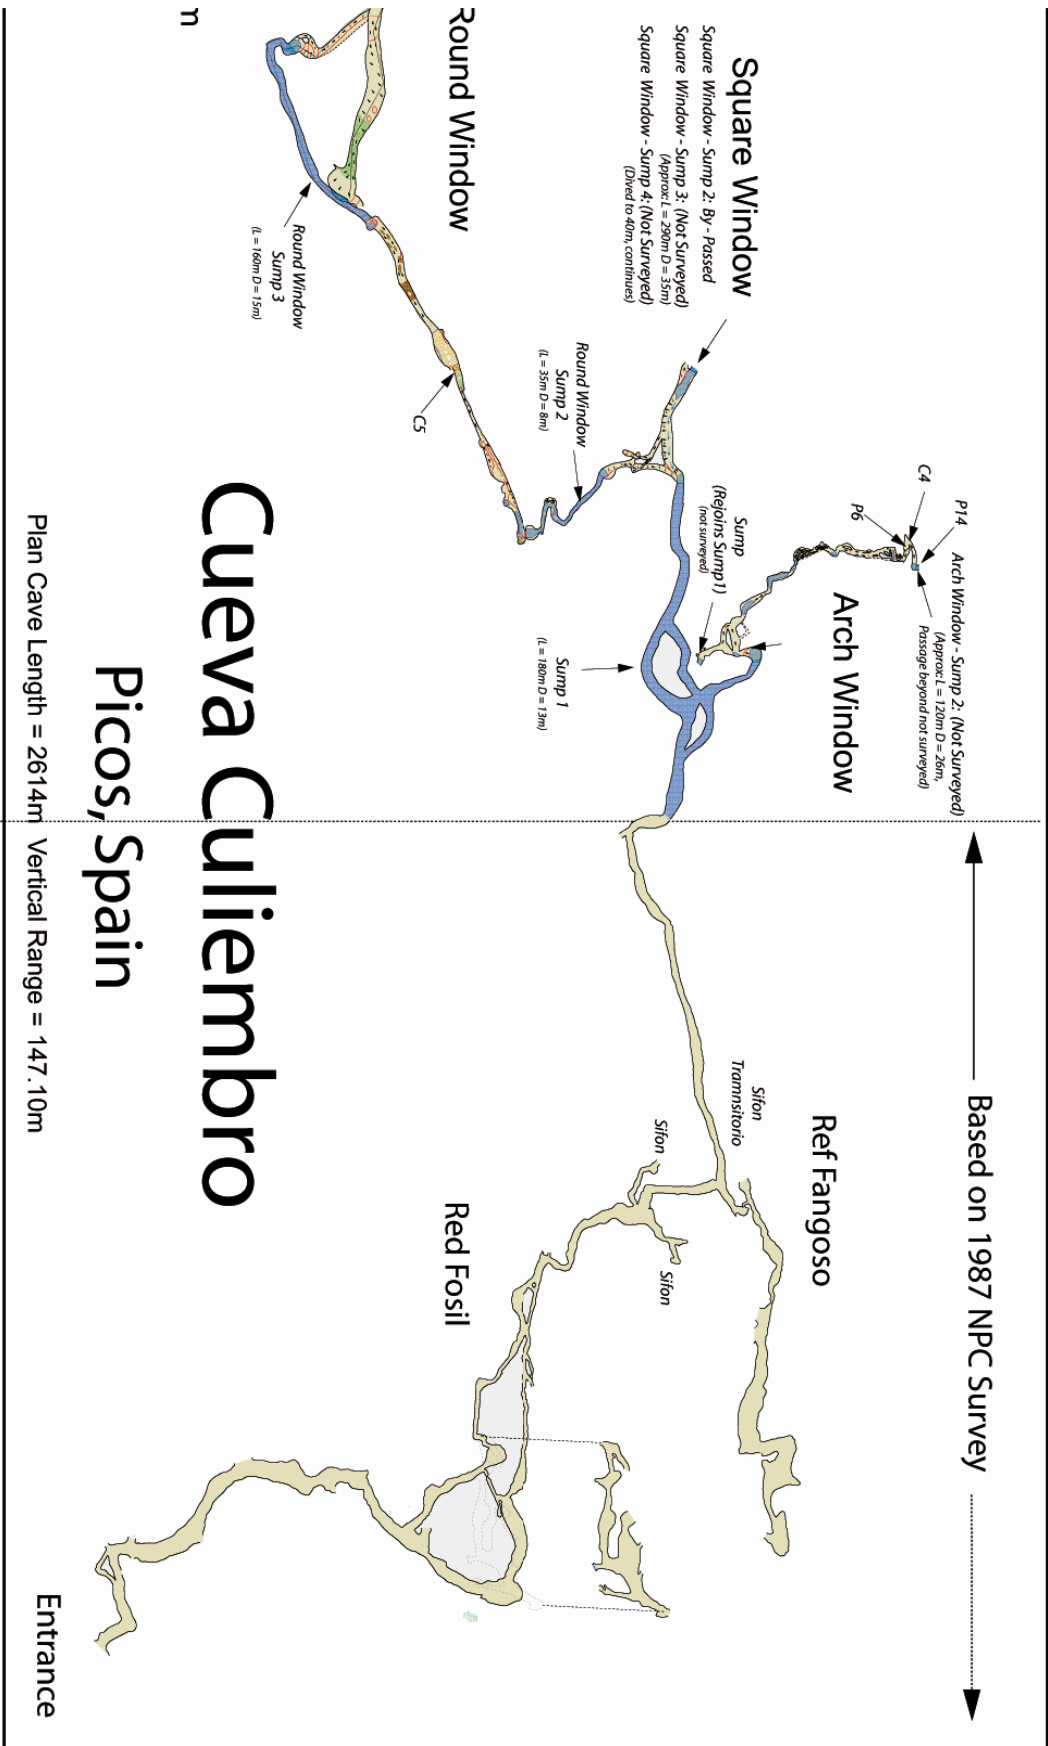 Square Window
Square Window - Sump 2: By - Passed
Square Window - Sump 3: (Not Surveyed)
(Approx: L = 290m D = 35m)
Square Window - Sump 4: (Not Surveyed)
(Dived to 40m, continues)
Round Window
m
Round Window
Sump 3
(L = 160m D = 15m)
C5
Round Window
Sump 2
(L = 35m D = 8m)
P14
C4
P6
Arch Window - Sump 2: (Not Surveyed)
(Approx: L = 120m D = 26m,
Passage beyond not surveyed)
Arch Window
Sump
(Rejoins Sump1)
(not surveyed)
Sump 1
(L = 180m D = 13m)
Based on 1987 NPC Survey
Ref Fangoso
Sifon
Tramnsitorio
Sifon
Sifon
Red Fosil
Cueva Culiembro
Picos, Spain
Plan Cave Length = 2614m Vertical Range = 147.10m
Entrance